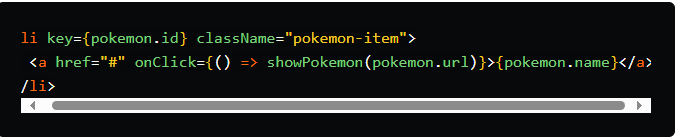 li key={pokemon.id} className="pokemon-item">
<a href="#" onClick={() => showPokemon(pokemon.url)}>{pokemon.name}</a>
/li>